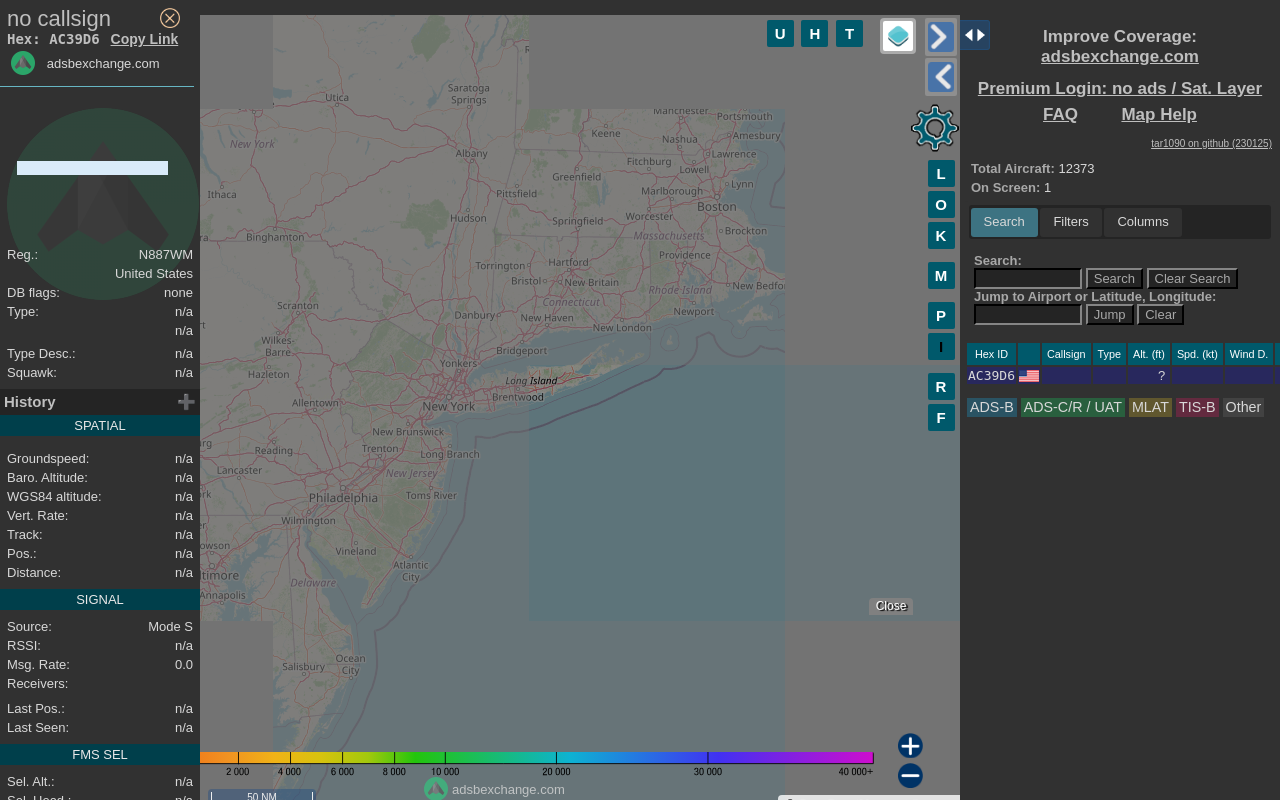 no callsign
Hex: AC39D6 Copy Link
adsbexchange.com
Reg.: N887WM
United States
DB flags: none
Type: n/a
n/a
Type Desc.: n/a
Squawk: n/a
History
SPATIAL
Groundspeed: n/a
Baro. Altitude: n/a
WGS84 altitude: n/a
Vert. Rate: n/a
Track: n/a
Pos.: n/a
Distance: n/a
SIGNAL
Source: Mode S
RSSI: n/a
Msg. Rate: 0.0
Receivers:
Last Pos.: n/a
Last Seen: n/a
FMS SEL
Sel. Alt.: n/a
U H T
L
O
K
M
P
I
R
F
Utica
Saratoga
Springs
Manchester
Portsmouth
Keene
Amesbury
New York
Albany
Fitchburg
Lawrence
Lowell
Greenfield
Lynn
Ithaca
Pittsfield
Marlborough
Boston
Hudson
Springfield
Worcester
Binghamton
Massachusetts
Brockton
Torrington
Hartford
Providence
Bristol
New Britain
Rhode Island
New Bedfo
Scranton
Connecticut
Danbury
New Haven
Newport
New London
Wilkes-
Barre
Bridgeport
Yonkers
Hazleton
Long Island
Allentown
Brentwood
New York
New Brunswick
Reading
Trenton
Long Branch
Lancaster
New Jersey
Philadelphia
Toms River
Wilmington
Vineland
Atlantic
City
ltimore
Delaware
Annapolis
Ocean
City
Salisbury
Close
2 000 4 000 6 000 8 000 10 000 20 000 30 000 40 000+
adsbexchange.com
50 NM
Improve Coverage:
adsbexchange.com
Premium Login: no ads / Sat. Layer
FAQ Map Help
tar1090 on github (230125)
Total Aircraft: 12373
On Screen: 1
Search Filters Columns
Search:
Search Clear Search
Jump to Airport or Latitude, Longitude:
Jump Clear
Hex ID Callsign Type Alt. (ft) Spd. (kt) Wind D.
AC39D6 ?
ADS-B ADS-C/R / UAT MLAT TIS-B Other